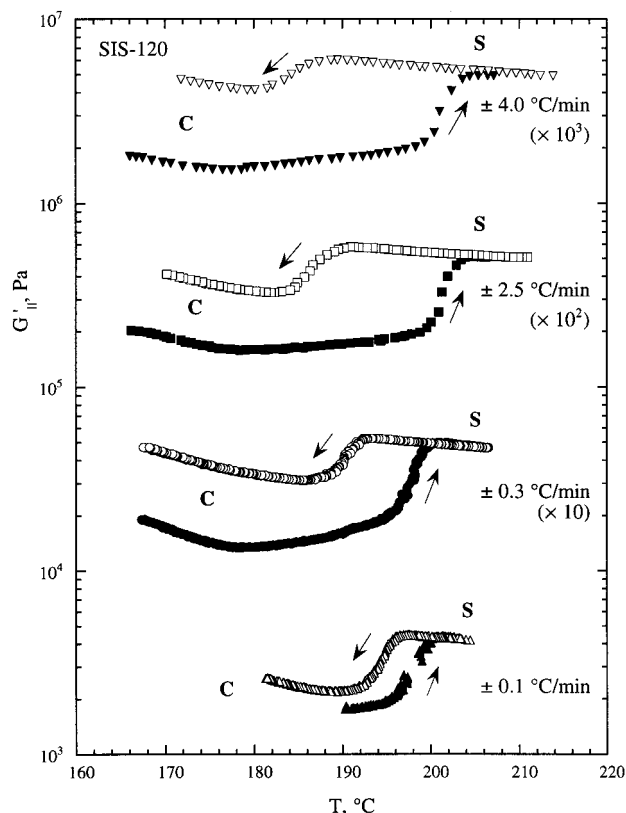 10⁷
SIS-120
S
± 4.0 °C/min
(× 10³)
C
10⁶
S
± 2.5 °C/min
(× 10²)
C
G'||, Pa
10⁵
S
± 0.3 °C/min
(× 10)
C
10⁴
S
C
± 0.1 °C/min
10³
160 170 180 190 200 210 220
T, °C